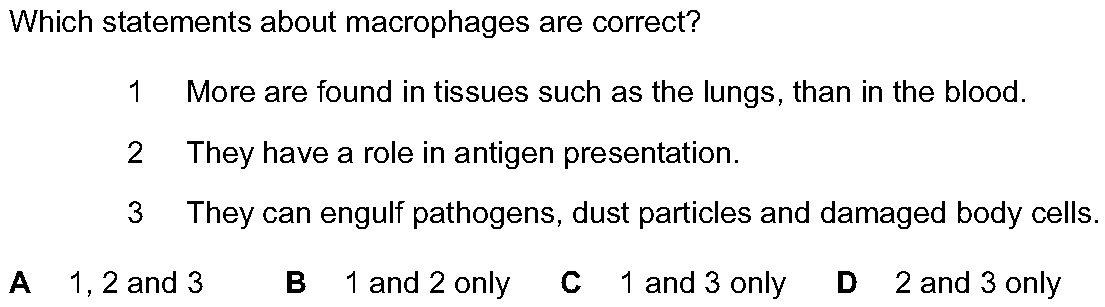 Which statements about macrophages are correct?
1 More are found in tissues such as the lungs, than in the blood.
2 They have a role in antigen presentation.
3 They can engulf pathogens, dust particles and damaged body cells.
A 1, 2 and 3 B 1 and 2 only C 1 and 3 only D 2 and 3 only